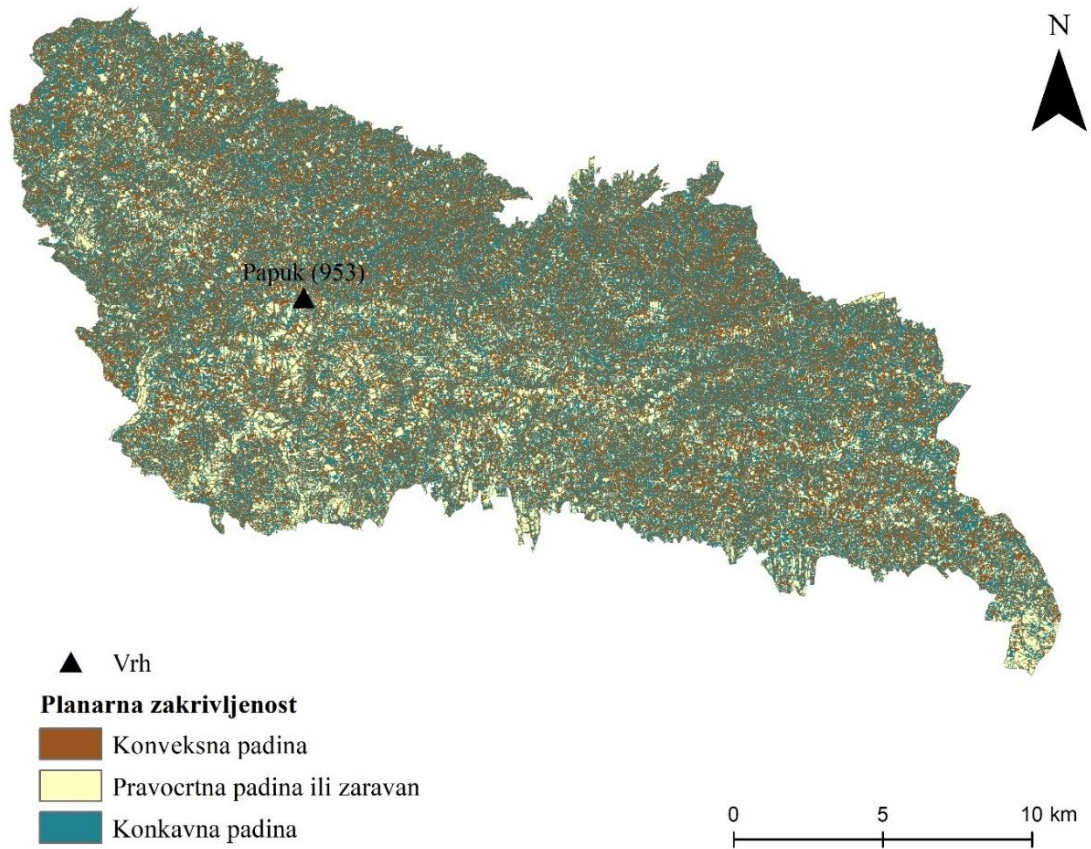 N
Papuk (953)
Vrh
Planarna zakrivljenost
Konveksna padina
Pravocrtna padina ili zaravan
Konkavna padina
0 5 10 km